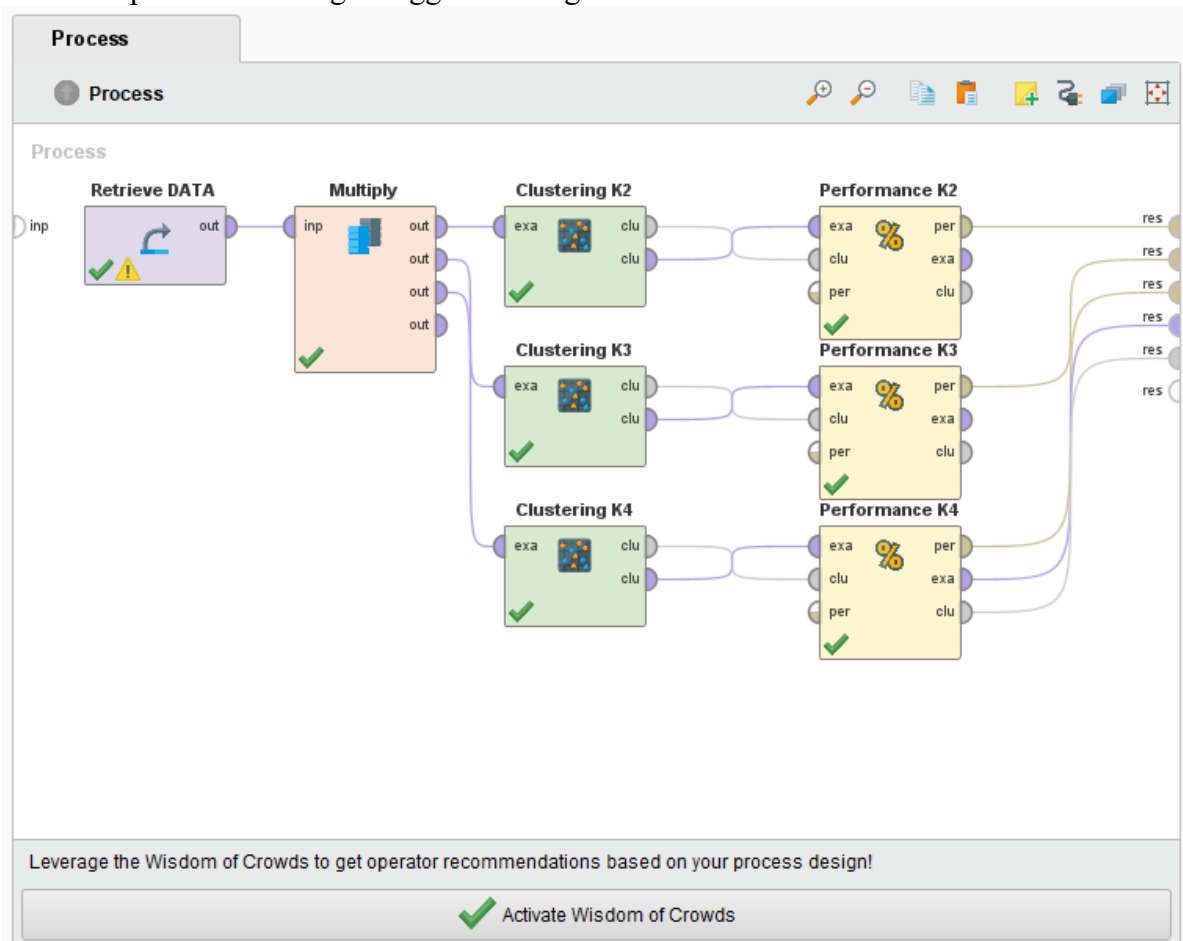 Process
Process
Process
Retrieve DATA
Multiply
Clustering K2
Performance K2
inp
out
inp
out
out
out
out
exa
clu
clu
exa
per
clu
exa
per
clu
res
res
res
res
res
res
Clustering K3
Performance K3
exa
clu
clu
exa
per
clu
exa
per
clu
Clustering K4
Performance K4
exa
clu
clu
exa
per
clu
exa
per
clu
Leverage the Wisdom of Crowds to get operator recommendations based on your process design!
Activate Wisdom of Crowds